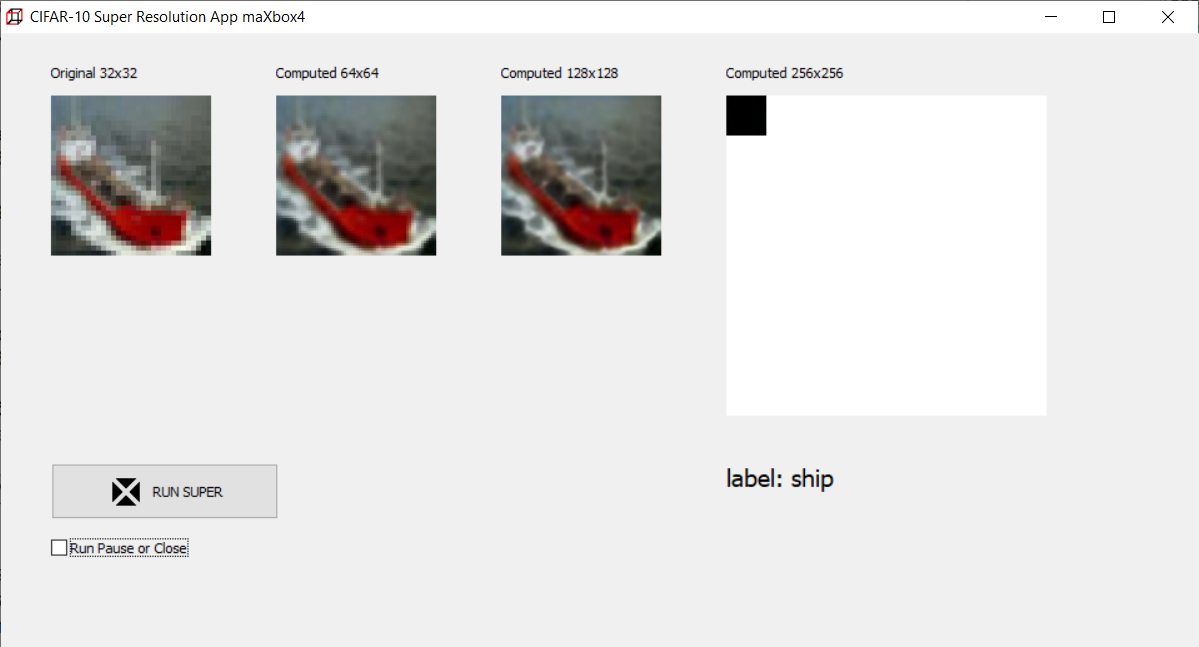 CIFAR-10 Super Resolution App maXbox4
Original 32x32
Computed 64x64
Computed 128x128
Computed 256x256
label: ship
RUN SUPER
Run Pause or Close